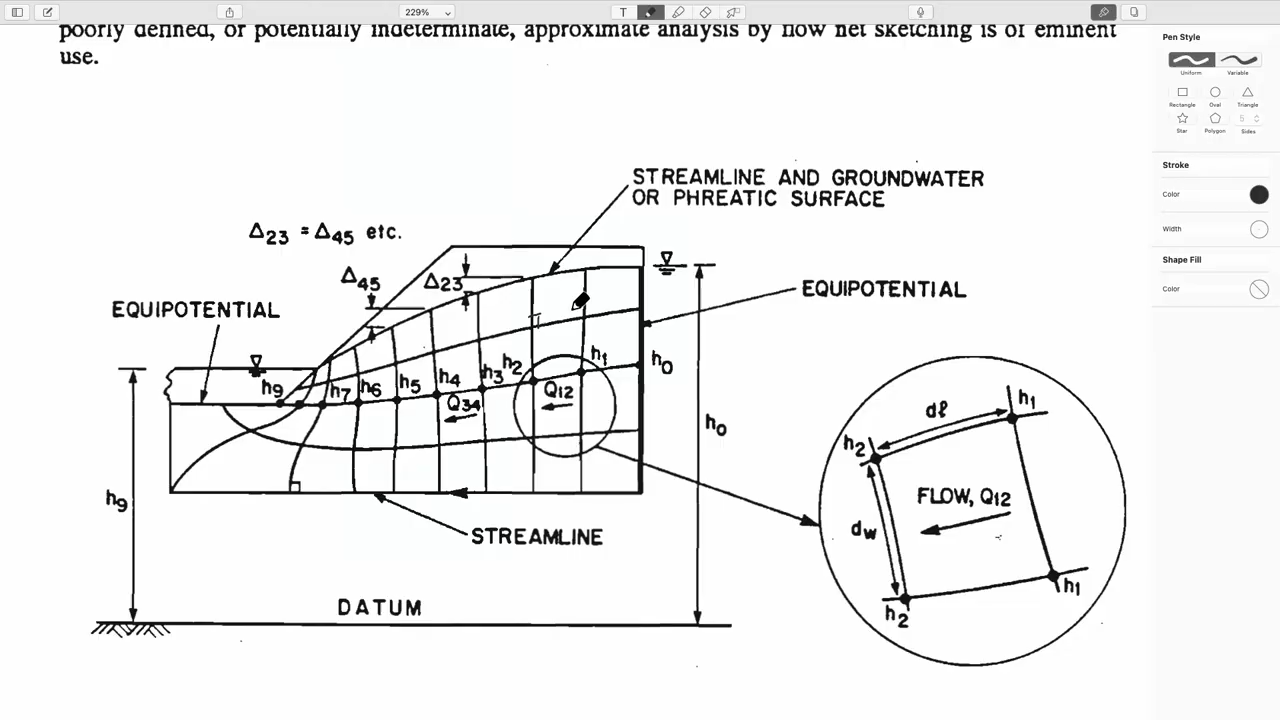 229%
T
poorly defined, or potentially indeterminate, approximate analysis by flow net sketching is of eminent
use.
Pen Style
Uniform
Variable
Rectangle
Oval
Triangle
Star
Polygon
5
Sides
Stroke
Color
Width
Shape Fill
Color
STREAMLINE AND GROUNDWATER
OR PHREATIC SURFACE
Δ23 = Δ45 etc.
Δ45
Δ23
EQUIPOTENTIAL
EQUIPOTENTIAL
h9
h7
h6
h5
h4
h3
h2
h1
h0
Q34
Q12
h0
h9
STREAMLINE
DATUM
dℓ
h1
h2
FLOW, Q12
dw
h1
h2